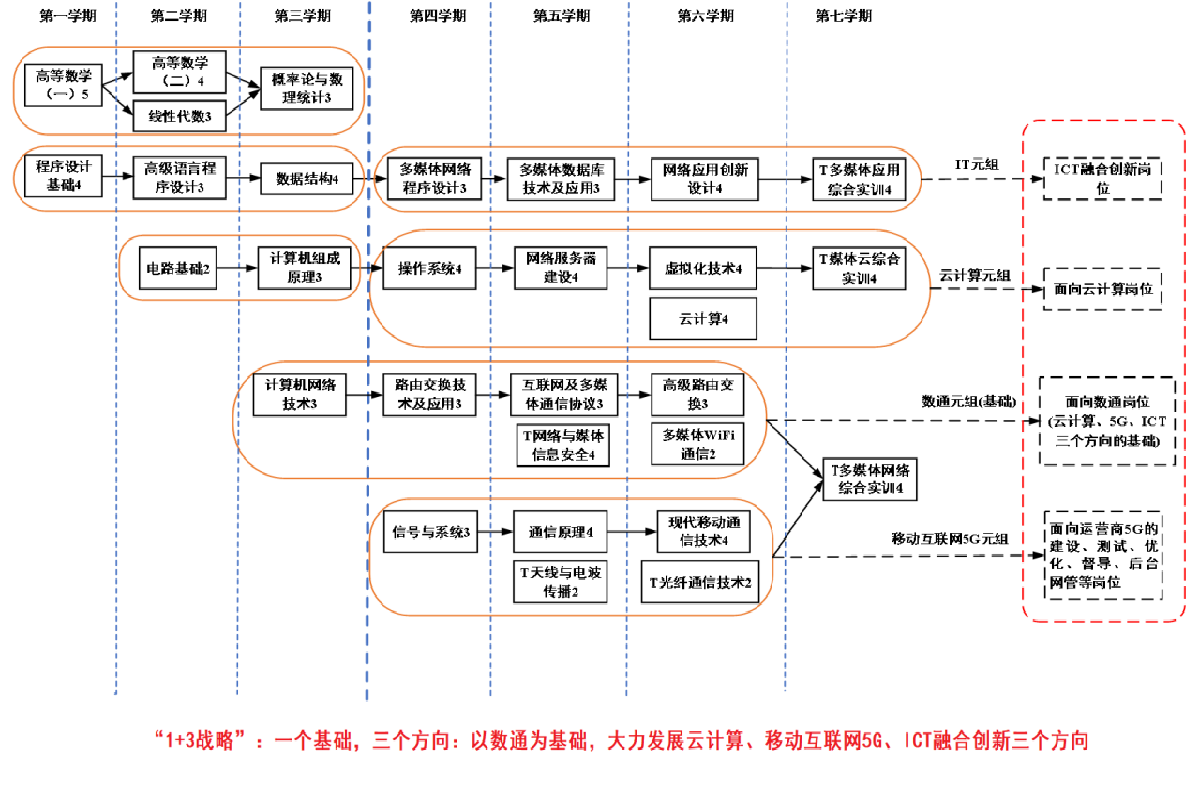 第一学期
第二学期
第三学期
第四学期
第五学期
第六学期
第七学期
高等数学
（一）5
高等数学
（二）4
线性代数3
概率论与数
理统计3
程序设计
基础4
高级语言程
序设计3
数据结构4
多媒体网络
程序设计3
多媒体数据库
技术及应用3
网络应用创新
设计4
T多媒体应用
综合实训4
IT元组
ICT融合创新岗
位
电路基础2
计算机组成
原理3
操作系统4
网络服务器
建设4
虚拟化技术4
云计算4
T媒体云综合
实训4
云计算元组
面向云计算岗位
计算机网络
技术3
路由交换技
术及应用3
互联网及多媒
体通信协议3
T网络与媒体
信息安全4
高级路由交
换3
多媒体WiFi
通信2
数通元组(基础)
面向数通岗位
(云计算、5G、ICT
三个方向的基础)
T多媒体网络
综合实训4
信号与系统3
通信原理4
T天线与电波
传播2
现代移动通
信技术4
T光纤通信技术2
移动互联网5G元组
面向运营商5G的
建设、测试、优
化、督导、后台
网管等岗位
“1+3战略”：一个基础，三个方向：以数通为基础，大力发展云计算、移动互联网5G、ICT融合创新三个方向